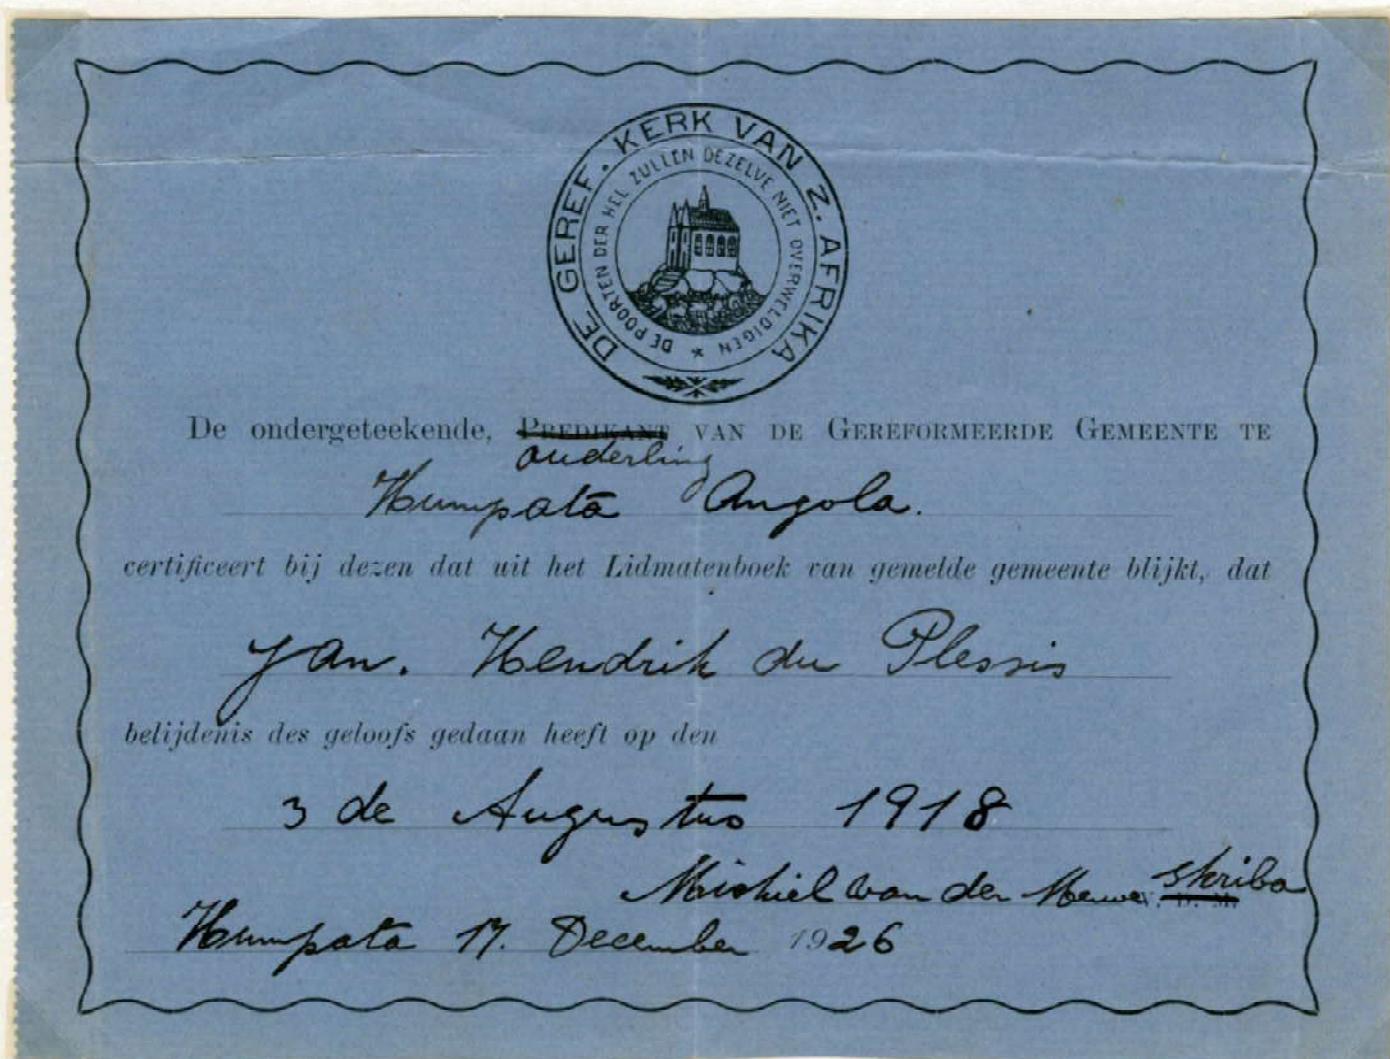 DE GEREF. KERK VAN Z. AFRIKA
DE POORTEN DER HEL ZULLEN DEZELVE NIET OVERWELDIGEN *
De ondergeteekende, Predikant van de Gereformeerde Gemeente te
ouderling
Humpata Angola.
certificeert bij dezen dat uit het Lidmatenboek van gemelde gemeente blijkt, dat
Jan. Hendrik du Plessis
belijdenis des geloofs gedaan heeft op den
3 de Augustus 1918
Michiel van der Merwe V. D. M. skriba
Humpata 17. December 1926